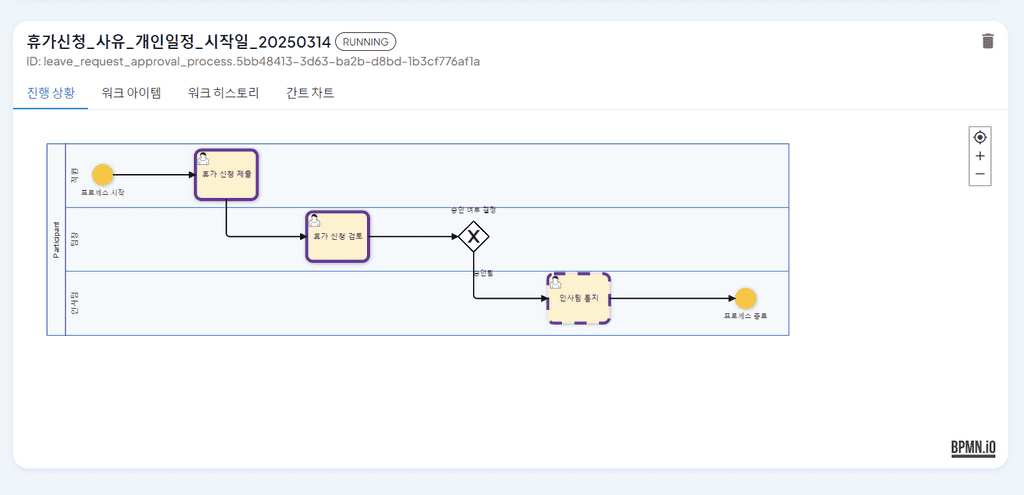 휴가신청_사유_개인일정_시작일_20250314 RUNNING
ID: leave_request_approval_process.5bb48413-3d63-ba2b-d8bd-1b3cf776af1a
진행 상황 워크 아이템 워크 히스토리 간트 차트
Participant
직원
프로세스 시작
휴가 신청 제출
팀장
휴가 신청 검토
승인 여부 결정
승인됨
인사팀
인사팀 통지
프로세스 종료
BPMN.iO